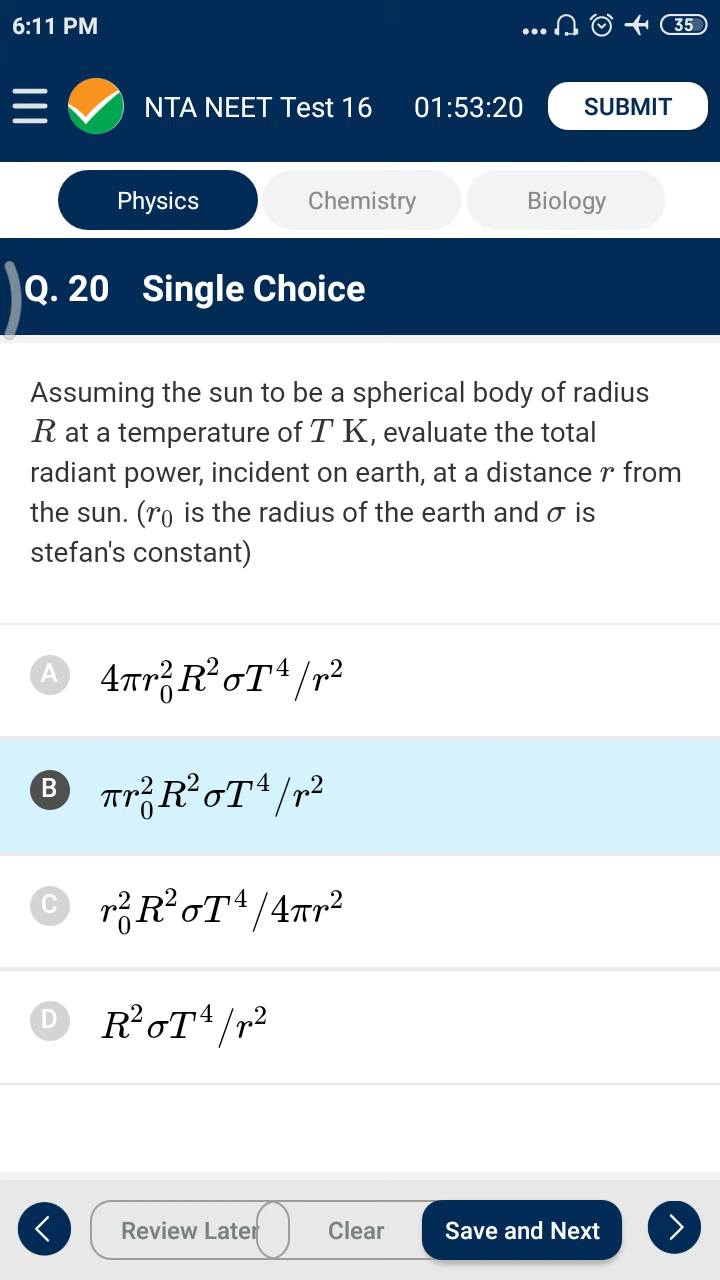 6:11 PM ... 35
NTA NEET Test 16 01:53:20 SUBMIT
Physics Chemistry Biology
Q. 20 Single Choice
Assuming the sun to be a spherical body of radius
R at a temperature of T K, evaluate the total
radiant power, incident on earth, at a distance r from
the sun. (r₀ is the radius of the earth and σ is
stefan's constant)
A 4πr₀²R²σT⁴/r²
B πr₀²R²σT⁴/r²
C r₀²R²σT⁴/4πr²
D R²σT⁴/r²
Review Later Clear Save and Next